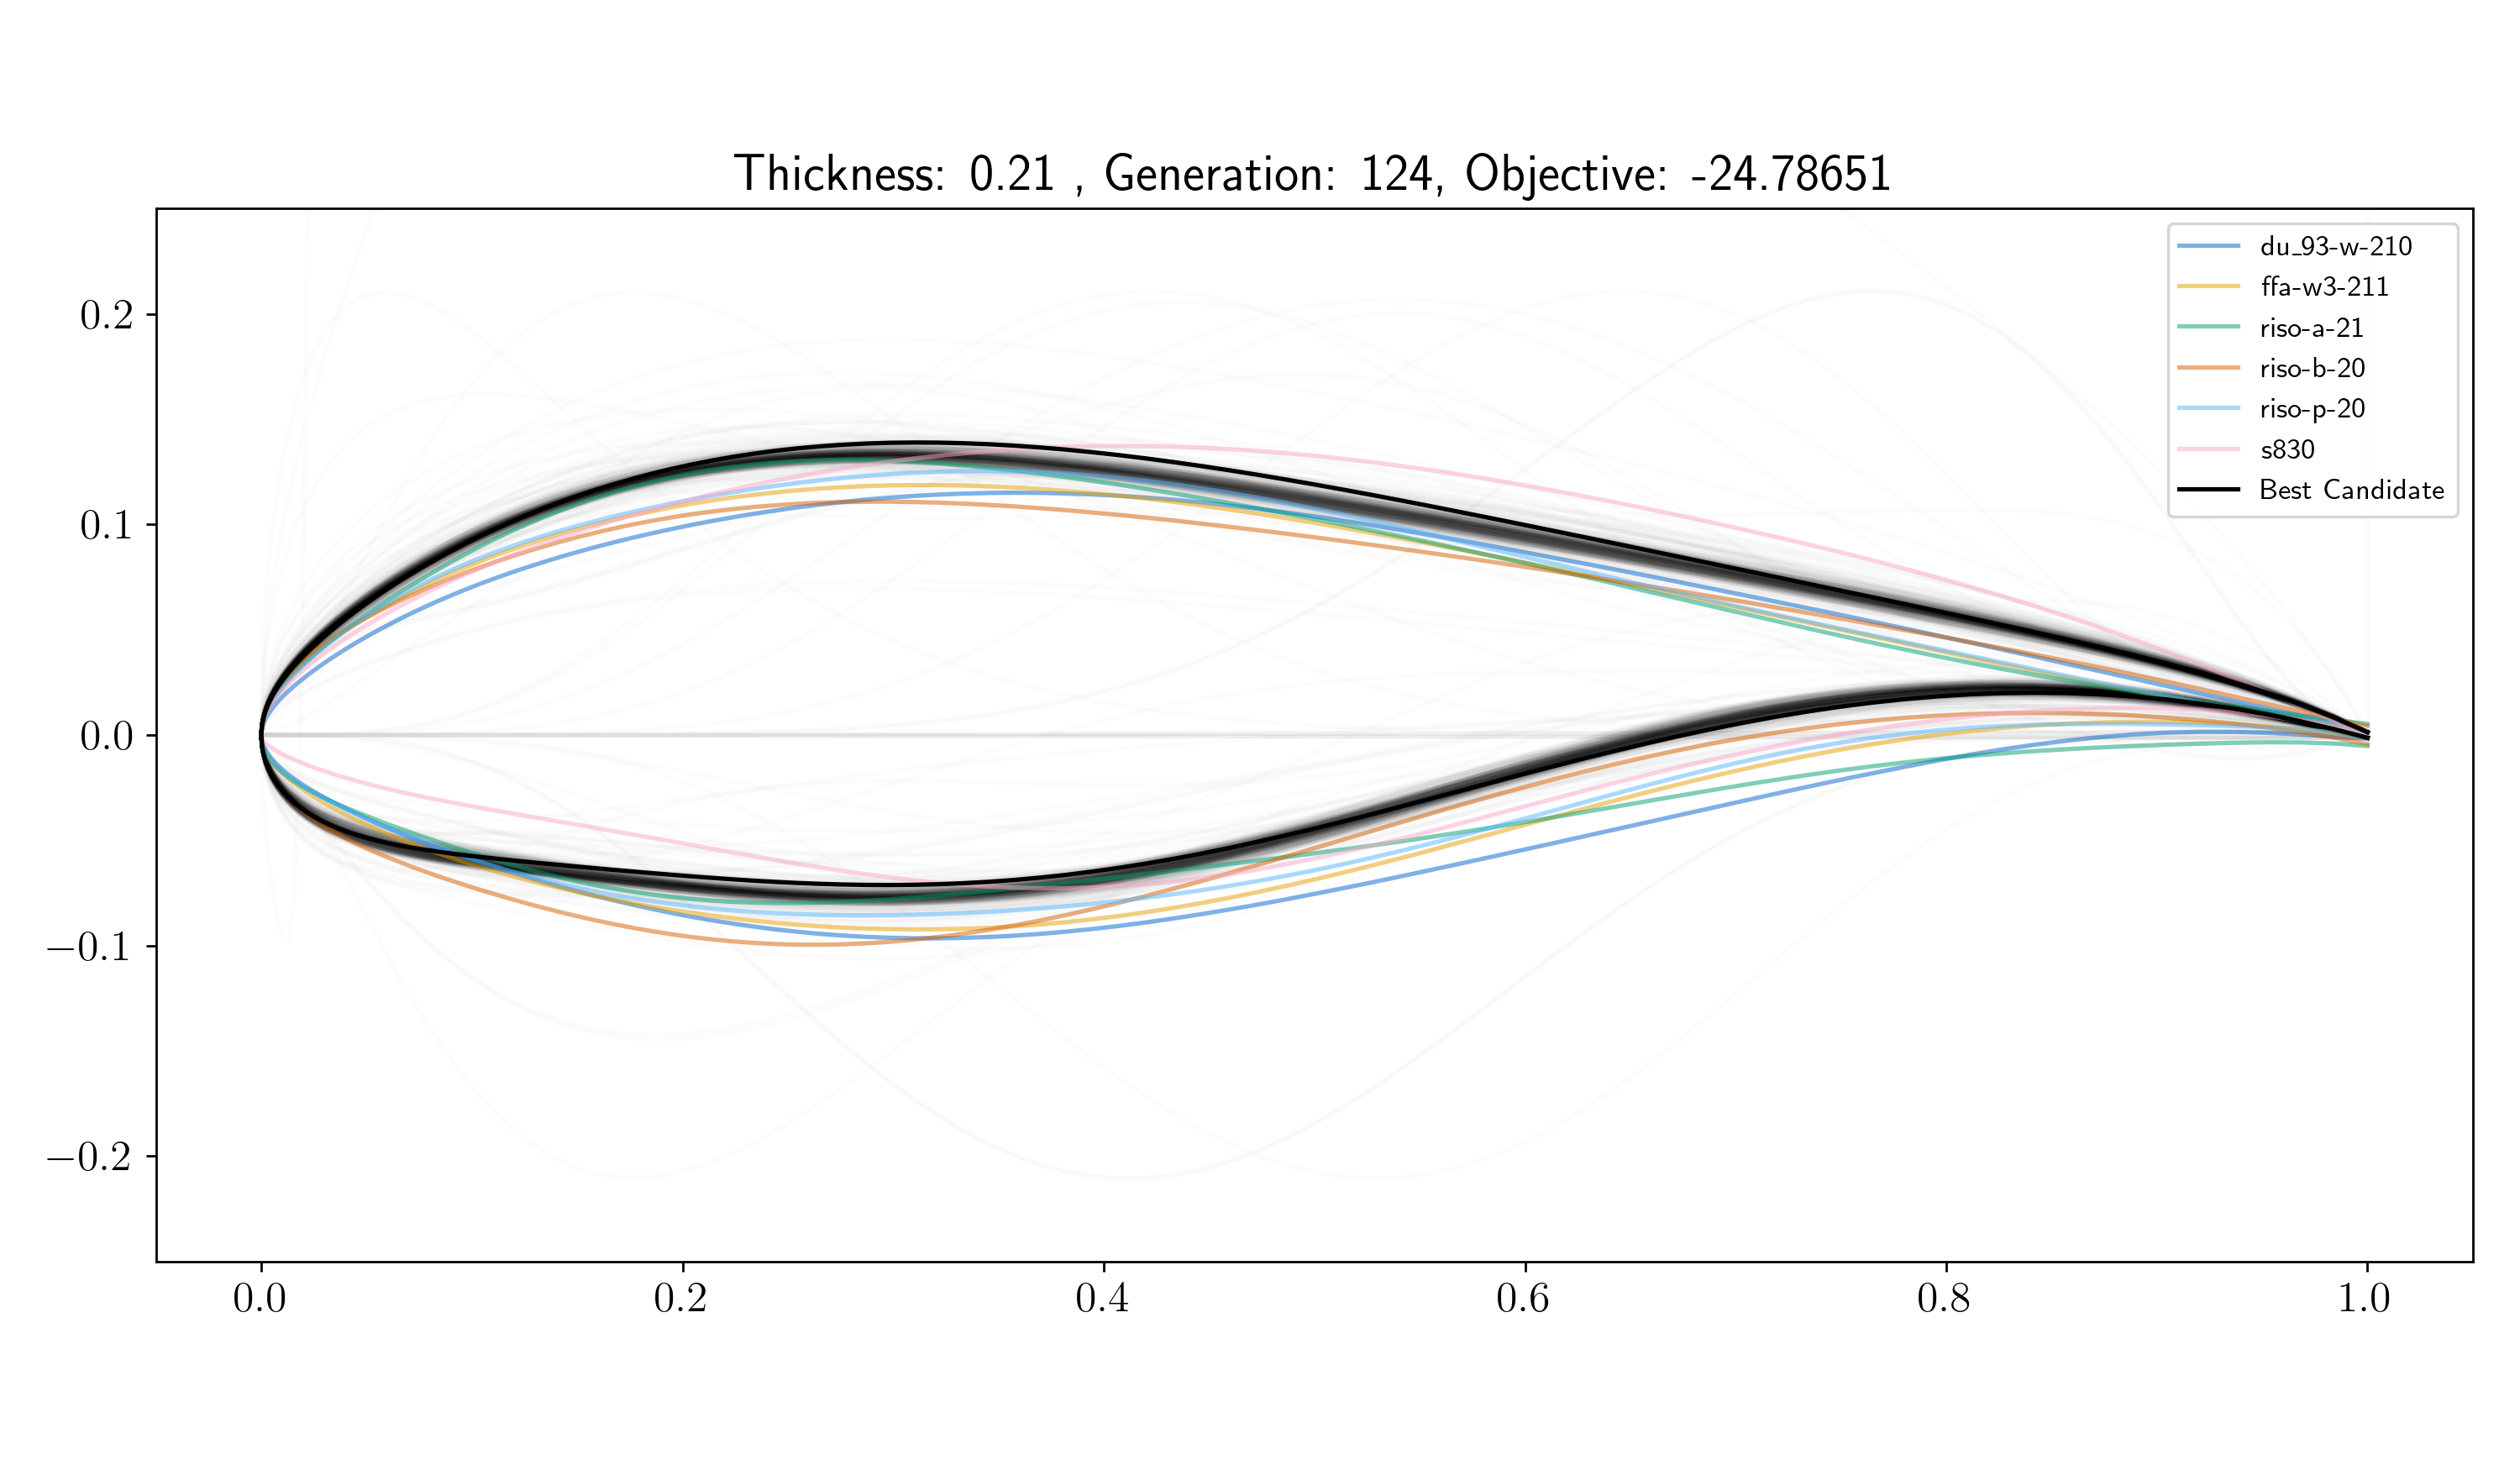 Thickness: 0.21 , Generation: 124, Objective: -24.78651
du_93-w-210
ffa-w3-211
riso-a-21
riso-b-20
riso-p-20
s830
Best Candidate
0.2
0.1
0.0
−0.1
−0.2
0.0 0.2 0.4 0.6 0.8 1.0